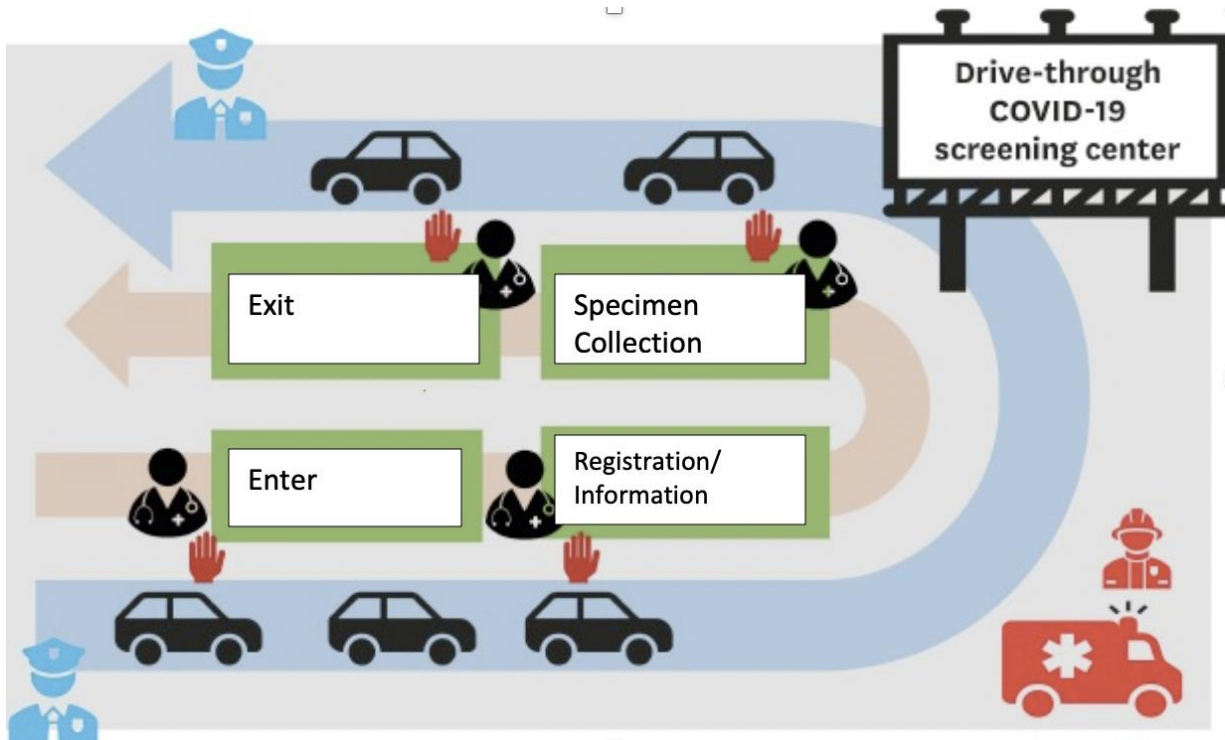 Drive-through
COVID-19
screening center
Exit
Specimen
Collection
Enter
Registration/
Information